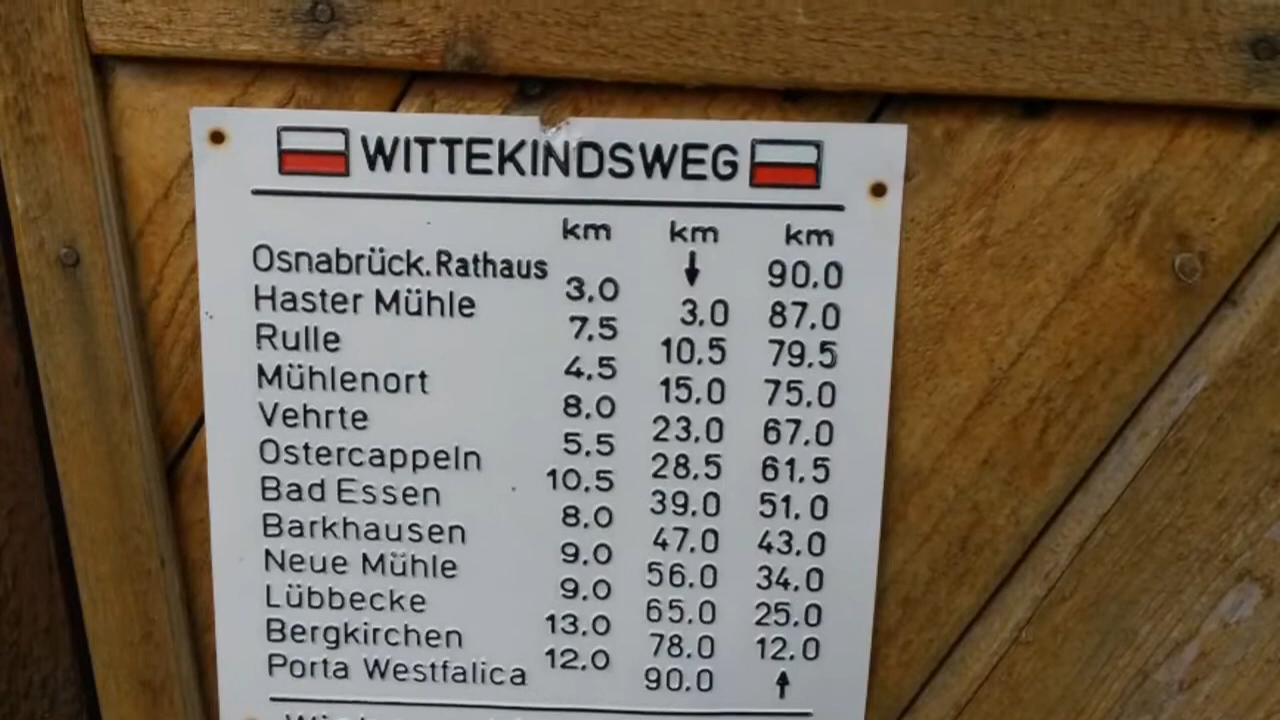 WITTEKINDSWEG
km km km
Osnabrück.Rathaus ↓ 90.0
3.0
Haster Mühle 3.0 87.0
7.5
Rulle 10.5 79.5
4.5
Mühlenort 15.0 75.0
8.0
Vehrte 23.0 67.0
5.5
Ostercappeln 28.5 61.5
10.5
Bad Essen 39.0 51.0
8.0
Barkhausen 47.0 43.0
9.0
Neue Mühle 56.0 34.0
9.0
Lübbecke 65.0 25.0
13.0
Bergkirchen 78.0 12.0
12.0
Porta Westfalica 90.0 ↑